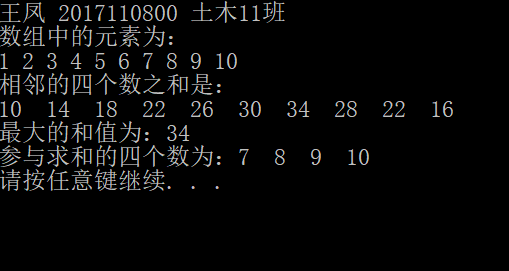 王凤 2017110800 土木11班
数组中的元素为：
1 2 3 4 5 6 7 8 9 10
相邻的四个数之和是：
10 14 18 22 26 30 34 28 22 16
最大的和值为：34
参与求和的四个数为：7 8 9 10
请按任意键继续. . .